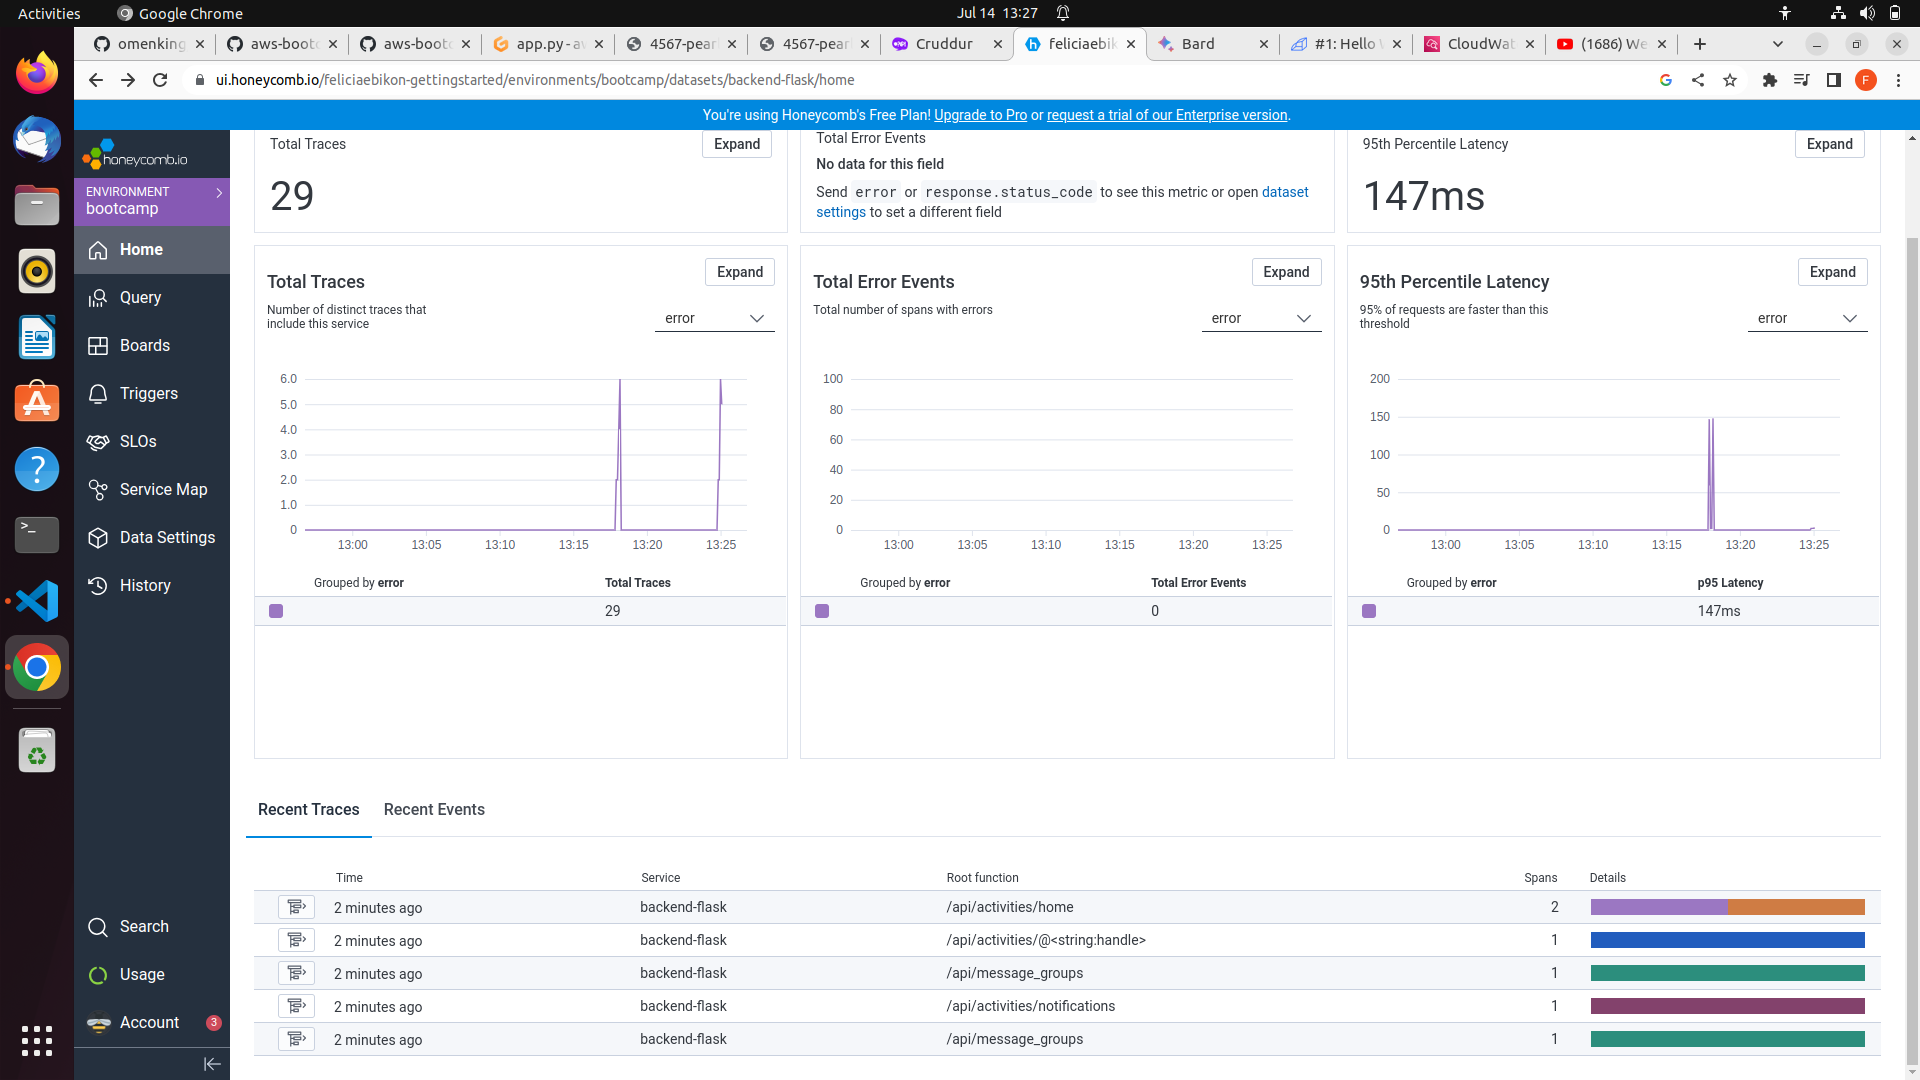 Activities Google Chrome Jul 14 13:27
omenking aws-bootc aws-bootc app.py - av 4567-pear 4567-pear Cruddur feliciaebik Bard #1: Hello CloudWat (1686) We
ui.honeycomb.io/feliciaebikon-gettingstarted/environments/bootcamp/datasets/backend-flask/home F
You're using Honeycomb's Free Plan! Upgrade to Pro or request a trial of our Enterprise version.
honeycomb.io
ENVIRONMENT
bootcamp
Home
Query
Boards
Triggers
SLOs
Service Map
Data Settings
History
Search
Usage
Account 3
Total Traces Expand
29
Total Error Events
No data for this field
Send error or response.status_code to see this metric or open dataset
settings to set a different field
95th Percentile Latency Expand
147ms
Total Traces Expand
Number of distinct traces that
include this service
error
6.0
5.0
4.0
3.0
2.0
1.0
0
13:00 13:05 13:10 13:15 13:20 13:25
Grouped by error Total Traces
29
Total Error Events Expand
Total number of spans with errors
error
100
80
60
40
20
0
13:00 13:05 13:10 13:15 13:20 13:25
Grouped by error Total Error Events
0
95th Percentile Latency Expand
95% of requests are faster than this
threshold
error
200
150
100
50
0
13:00 13:05 13:10 13:15 13:20 13:25
Grouped by error p95 Latency
147ms
Recent Traces Recent Events
Time Service Root function Spans Details
2 minutes ago backend-flask /api/activities/home 2
2 minutes ago backend-flask /api/activities/@<string:handle> 1
2 minutes ago backend-flask /api/message_groups 1
2 minutes ago backend-flask /api/activities/notifications 1
2 minutes ago backend-flask /api/message_groups 1